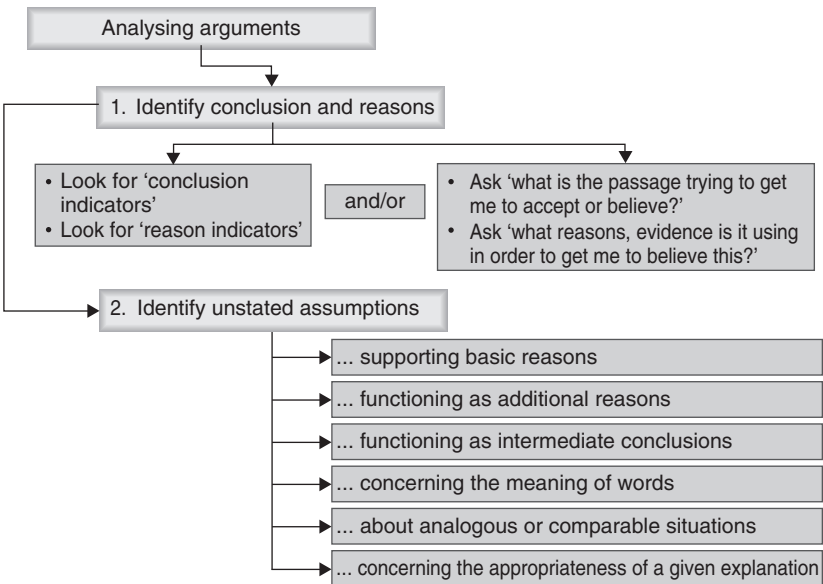 Analysing arguments
1. Identify conclusion and reasons
• Look for ‘conclusion
indicators’
• Look for ‘reason indicators’
and/or
• Ask ‘what is the passage trying to get
me to accept or believe?’
• Ask ‘what reasons, evidence is it using
in order to get me to believe this?’
2. Identify unstated assumptions
... supporting basic reasons
... functioning as additional reasons
... functioning as intermediate conclusions
... concerning the meaning of words
... about analogous or comparable situations
... concerning the appropriateness of a given explanation